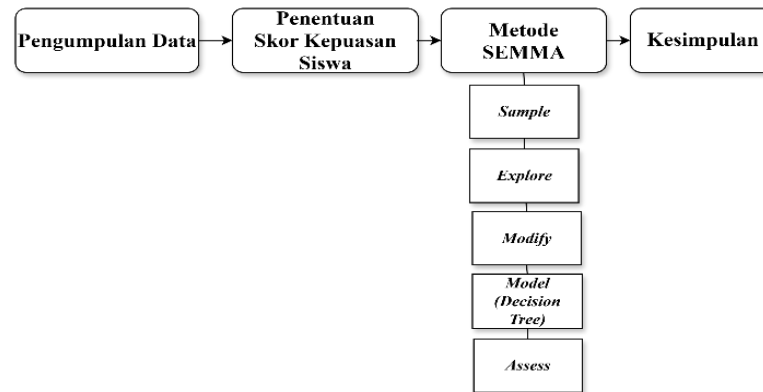 Pengumpulan Data
Penentuan
Skor Kepuasan
Siswa
Metode
SEMMA
Kesimpulan
Sample
Explore
Modify
Model
(Decision
Tree)
Assess